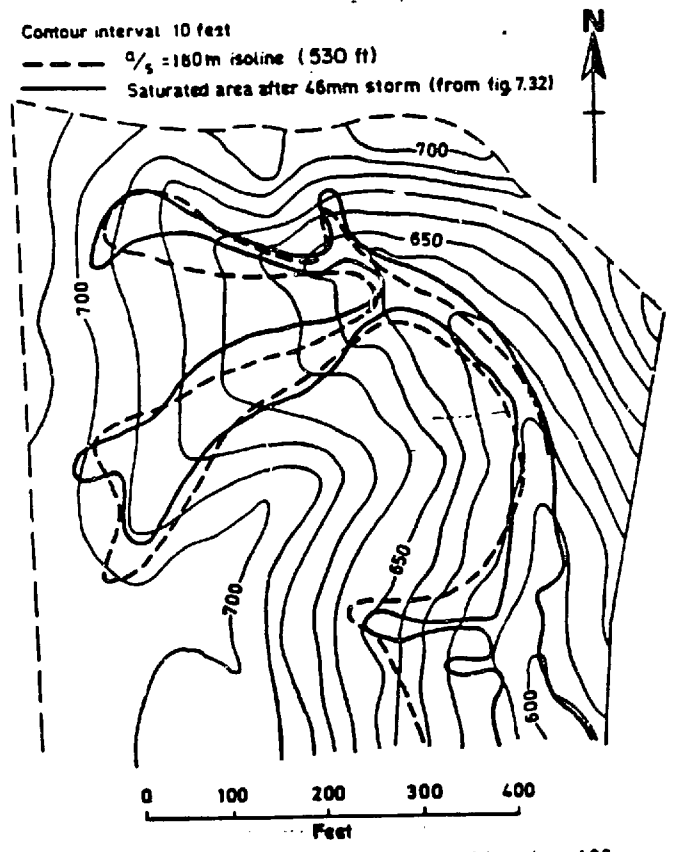 Contour interval 10 feet
N
a/s = 160m isoline (530 ft)
Saturated area after 46mm storm (from fig. 7.32)
700
650
700
650
700
600
0 100 200 300 400
Feet